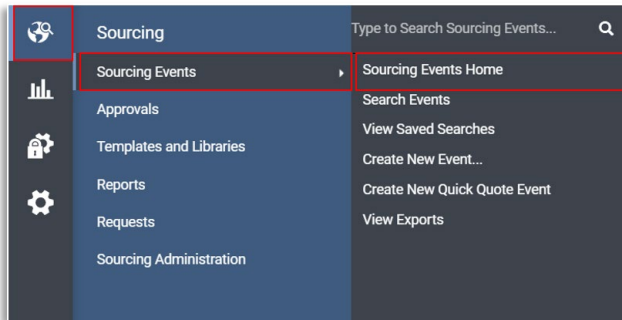 Sourcing
Sourcing Events
Approvals
Templates and Libraries
Reports
Requests
Sourcing Administration
Type to Search Sourcing Events...
Sourcing Events Home
Search Events
View Saved Searches
Create New Event...
Create New Quick Quote Event
View Exports